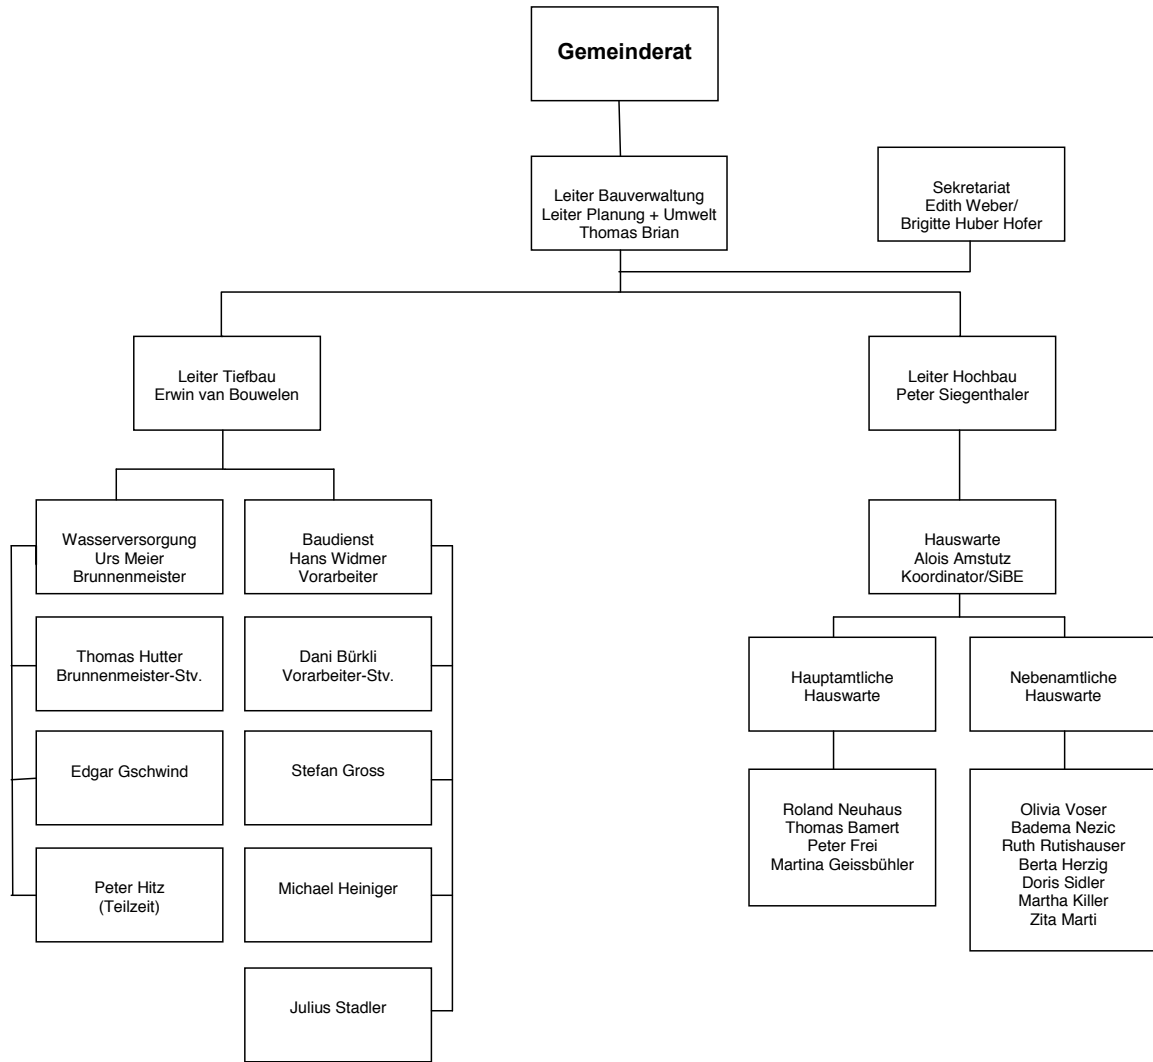 Gemeinderat
Leiter Bauverwaltung
Leiter Planung + Umwelt
Thomas Brian
Sekretariat
Edith Weber/
Brigitte Huber Hofer
Leiter Tiefbau
Erwin van Bouwelen
Leiter Hochbau
Peter Siegenthaler
Wasserversorgung
Urs Meier
Brunnenmeister
Baudienst
Hans Widmer
Vorarbeiter
Hauswarte
Alois Amstutz
Koordinator/SiBE
Thomas Hutter
Brunnenmeister-Stv.
Dani Bürkli
Vorarbeiter-Stv.
Hauptamtliche
Hauswarte
Nebenamtliche
Hauswarte
Edgar Gschwind
Stefan Gross
Roland Neuhaus
Thomas Bamert
Peter Frei
Martina Geissbühler
Olivia Voser
Badema Nezic
Ruth Rutishauser
Berta Herzig
Doris Sidler
Martha Killer
Zita Marti
Peter Hitz
(Teilzeit)
Michael Heiniger
Julius Stadler